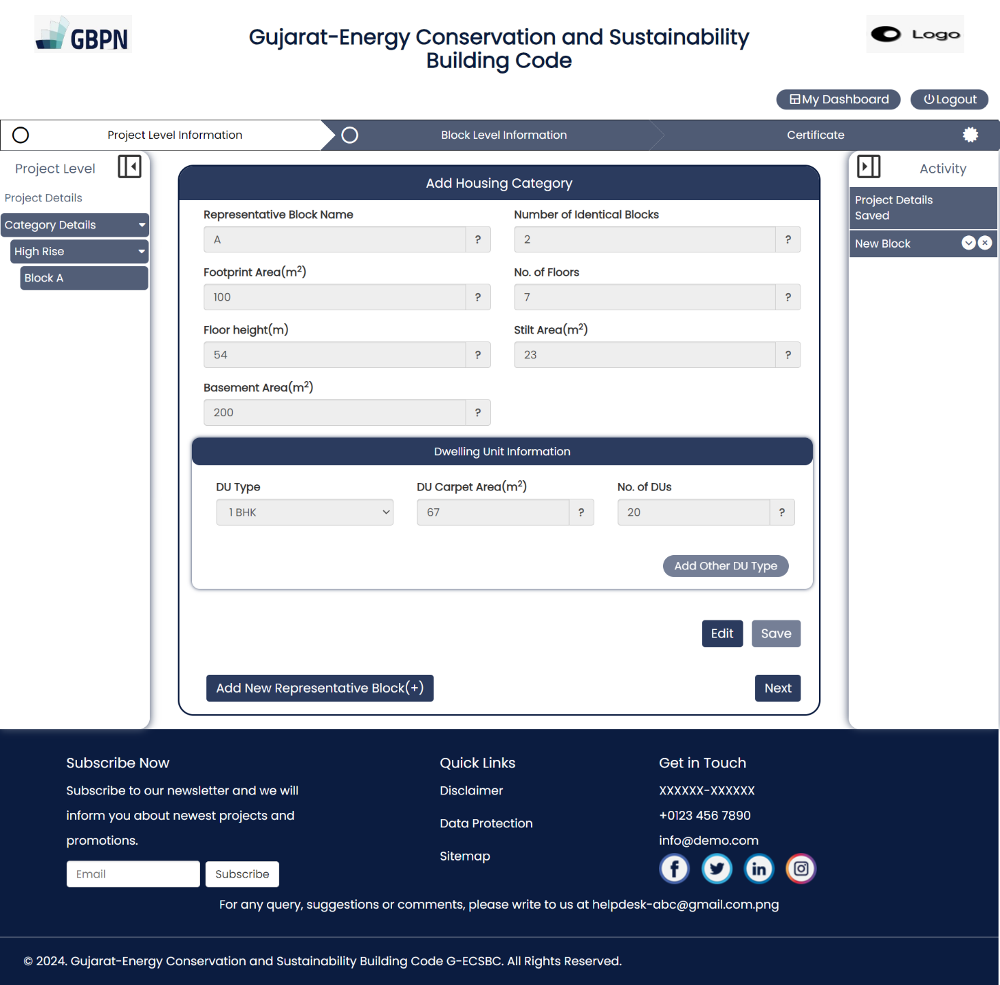 GBPN
Gujarat-Energy Conservation and Sustainability
Building Code
Logo
My Dashboard
Logout
Project Level Information
Block Level Information
Certificate
Project Level
Project Details
Category Details
High Rise
Block A
Add Housing Category
Representative Block Name
Number of Identical Blocks
A ?
2 ?
Footprint Area(m²)
No. of Floors
100 ?
7 ?
Floor height(m)
Stilt Area(m²)
54 ?
23 ?
Basement Area(m²)
200 ?
Dwelling Unit Information
DU Type
DU Carpet Area(m²)
No. of DUs
1 BHK
67 ?
20 ?
Add Other DU Type
Edit
Save
Add New Representative Block(+)
Next
Activity
Project Details
Saved
New Block
Subscribe Now
Subscribe to our newsletter and we will
inform you about newest projects and
promotions.
Email
Subscribe
Quick Links
Disclaimer
Data Protection
Sitemap
Get in Touch
XXXXXX-XXXXXX
+0123 456 7890
info@demo.com
For any query, suggestions or comments, please write to us at helpdesk-abc@gmail.com.png
© 2024. Gujarat-Energy Conservation and Sustainability Building Code G-ECSBC. All Rights Reserved.